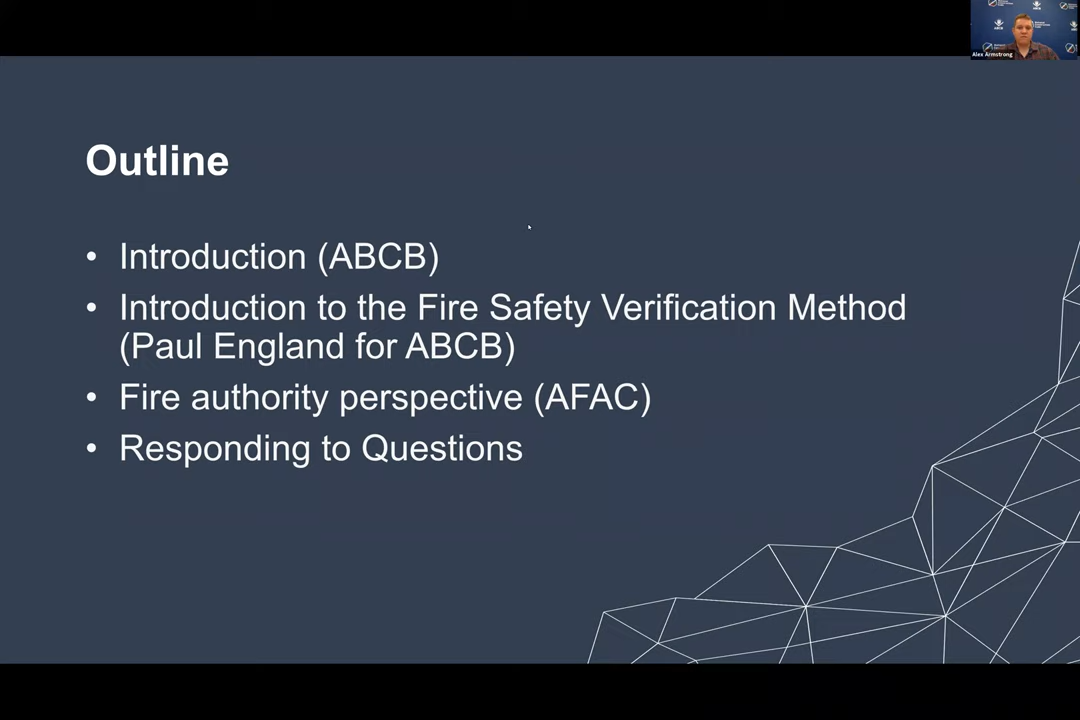 Alex Armstrong
Outline
• Introduction (ABCB)
• Introduction to the Fire Safety Verification Method
(Paul England for ABCB)
• Fire authority perspective (AFAC)
• Responding to Questions